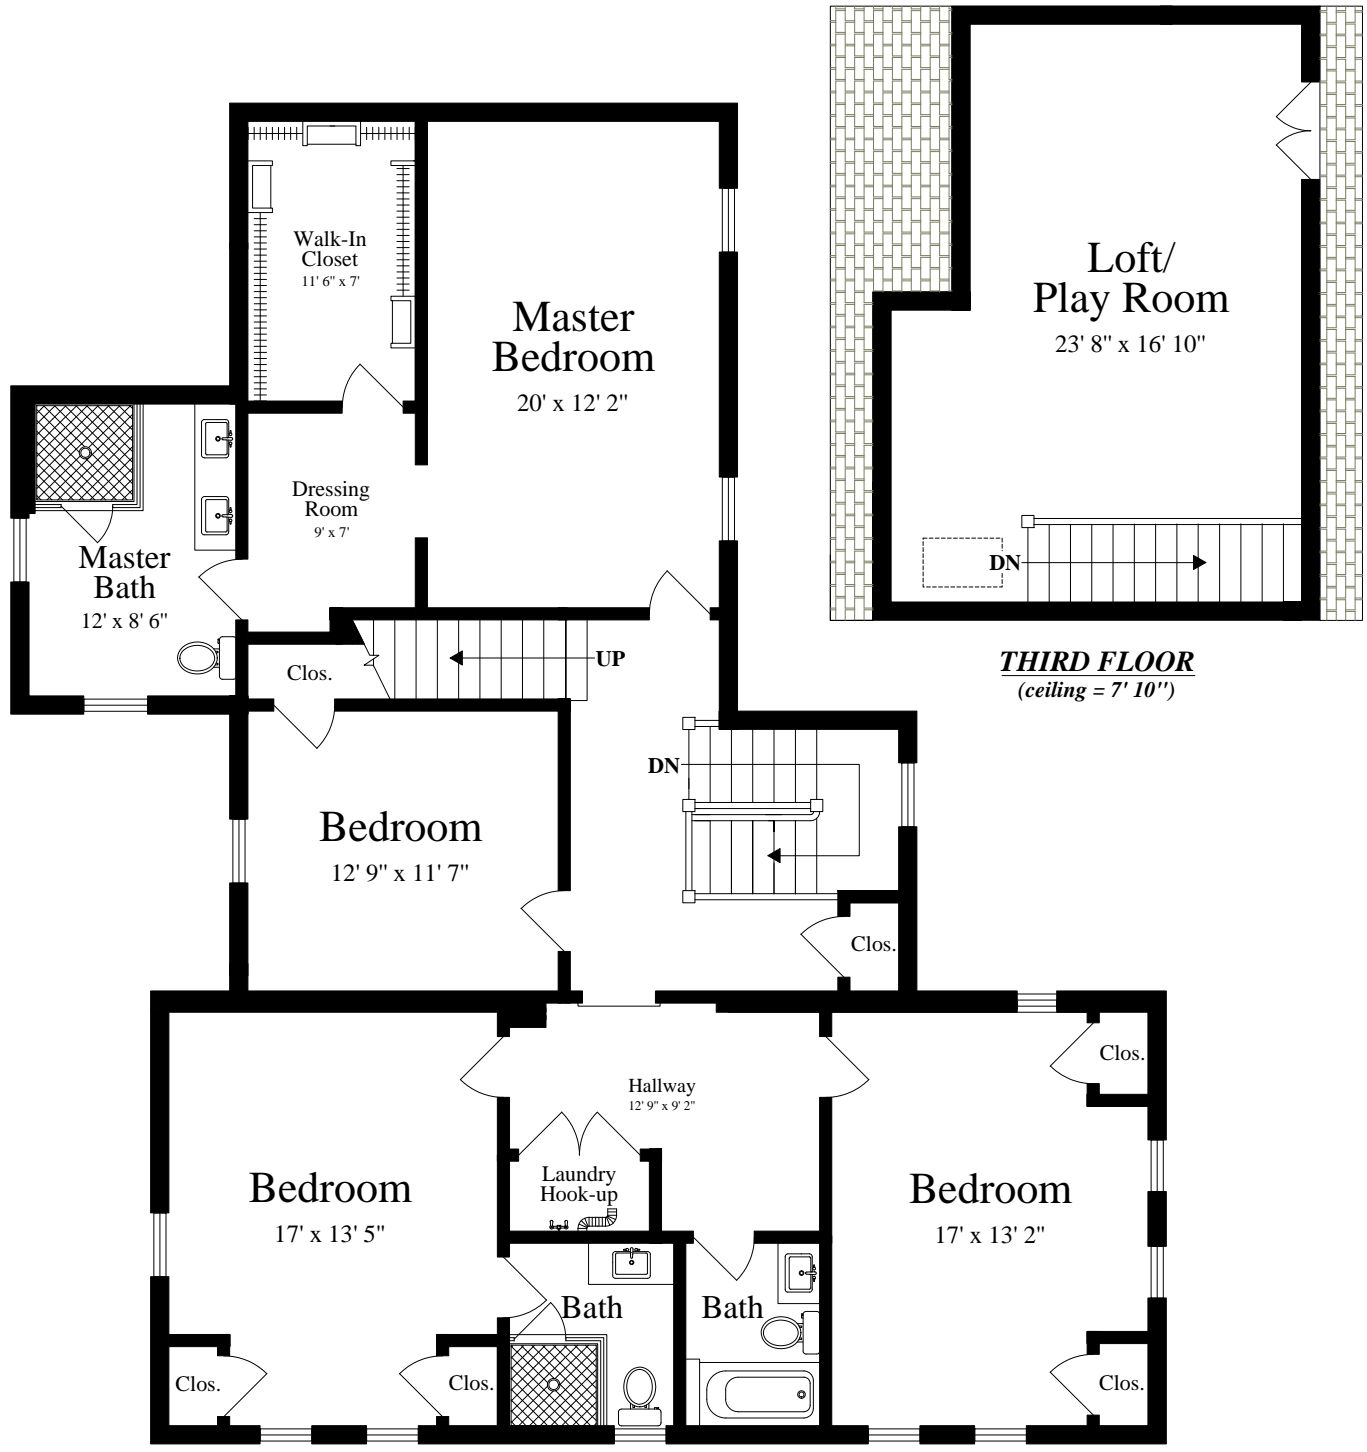 Walk-In
Closet
11' 6" x 7'
Master
Bedroom
20' x 12' 2"
Loft/
Play Room
23' 8" x 16' 10"
DN
THIRD FLOOR
(ceiling = 7' 10")
Dressing
Room
9' x 7'
Master
Bath
12' x 8' 6"
Clos.
UP
DN
Bedroom
12' 9" x 11' 7"
Clos.
Hallway
12' 9" x 9' 2"
Clos.
Laundry
Hook-up
Bedroom
17' x 13' 5"
Bedroom
17' x 13' 2"
Bath
Bath
Clos.
Clos.
Clos.